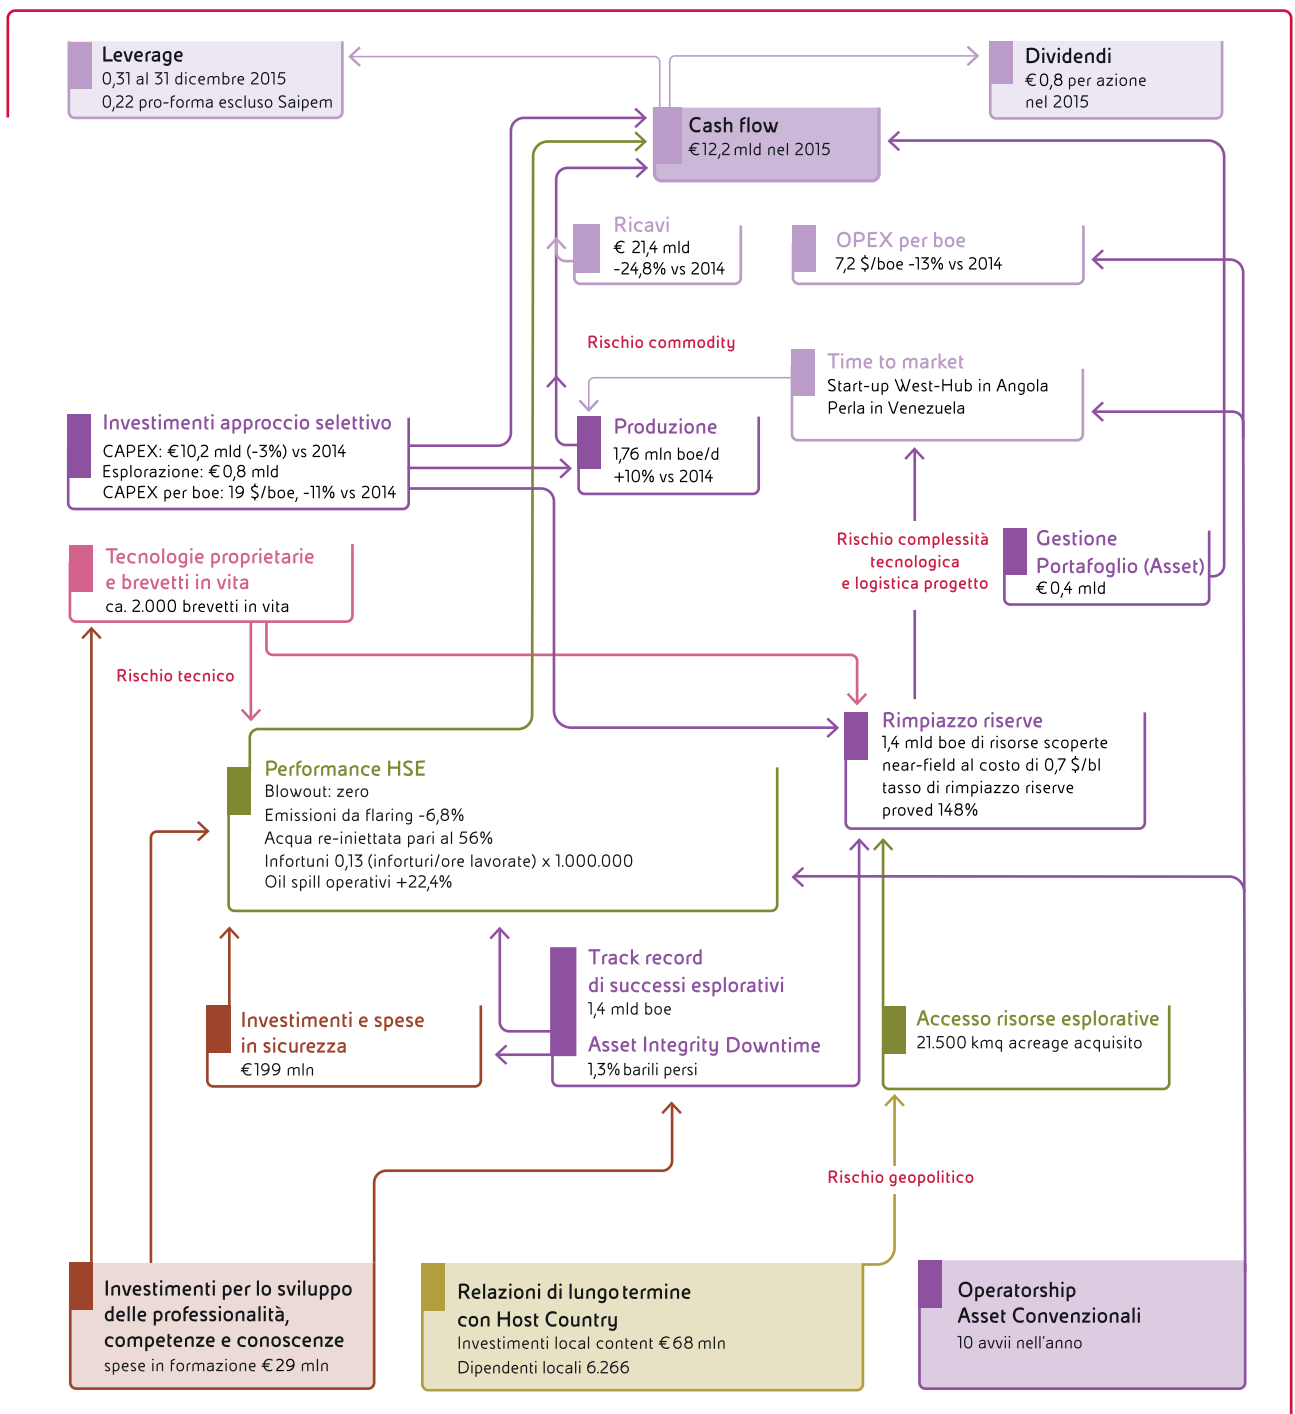 Leverage
0,31 al 31 dicembre 2015
0,22 pro-forma escluso Saipem
Dividendi
€ 0,8 per azione
nel 2015
Cash flow
€ 12,2 mld nel 2015
Ricavi
€ 21,4 mld
-24,8% vs 2014
OPEX per boe
7,2 $/boe -13% vs 2014
Rischio commodity
Time to market
Start-up West-Hub in Angola
Perla in Venezuela
Investimenti approccio selettivo
CAPEX: €10,2 mld (-3%) vs 2014
Esplorazione: € 0,8 mld
CAPEX per boe: 19 $/boe, -11% vs 2014
Produzione
1,76 mln boe/d
+10% vs 2014
Rischio complessità
tecnologica
e logistica progetto
Gestione
Portafoglio (Asset)
€ 0,4 mld
Tecnologie proprietarie
e brevetti in vita
ca. 2.000 brevetti in vita
Rischio tecnico
Rimpiazzo riserve
1,4 mld boe di risorse scoperte
near-field al costo di 0,7 $/bl
tasso di rimpiazzo riserve
proved 148%
Performance HSE
Blowout: zero
Emissioni da flaring -6,8%
Acqua re-iniettata pari al 56%
Infortuni 0,13 (inforturi/ore lavorate) x 1.000.000
Oil spill operativi +22,4%
Track record
di successi esplorativi
1,4 mld boe
Asset Integrity Downtime
1,3% barili persi
Investimenti e spese
in sicurezza
€ 199 mln
Accesso risorse esplorative
21.500 kmq acreage acquisito
Rischio geopolitico
Investimenti per lo sviluppo
delle professionalità,
competenze e conoscenze
spese in formazione € 29 mln
Relazioni di lungo termine
con Host Country
Investimenti local content € 68 mln
Dipendenti locali 6.266
Operatorship
Asset Convenzionali
10 avvii nell'anno